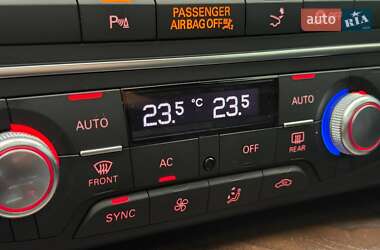 auto RIA
P
PASSENGER
AIRBAG OFF
23.5 °C 23.5
AUTO
AUTO
AC
OFF
FRONT
REAR
SYNC